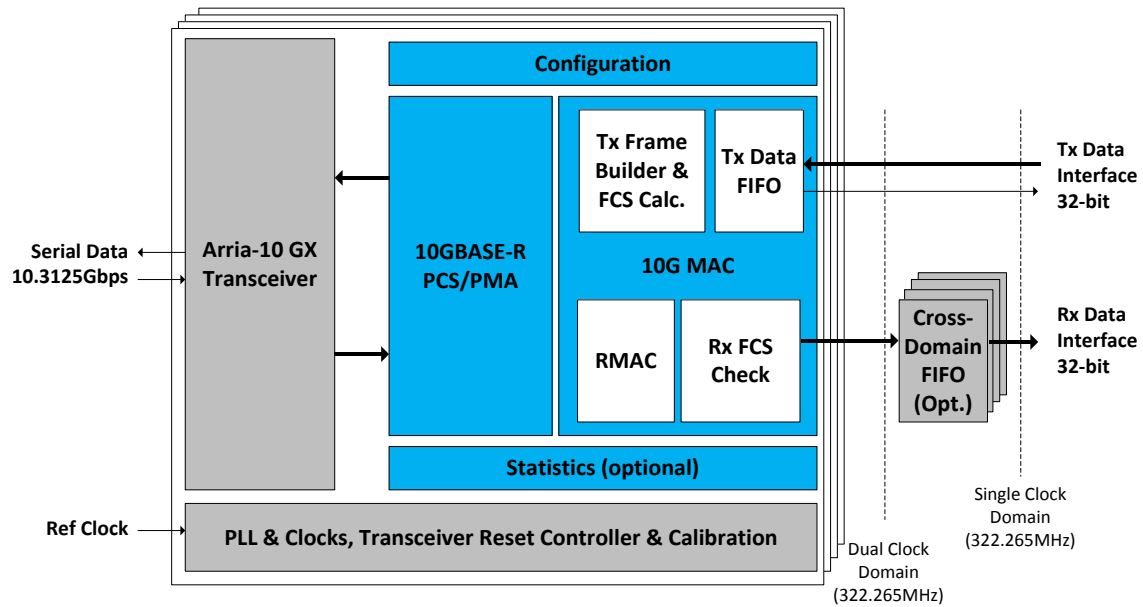 Configuration
Tx Frame
Builder &
FCS Calc.
Tx Data
FIFO
Tx Data
Interface
32-bit
Serial Data
10.3125Gbps
Arria-10 GX
Transceiver
10GBASE-R
PCS/PMA
10G MAC
RMAC
Rx FCS
Check
Cross-
Domain
FIFO
(Opt.)
Rx Data
Interface
32-bit
Statistics (optional)
Ref Clock
PLL & Clocks, Transceiver Reset Controller & Calibration
Dual Clock
Domain
(322.265MHz)
Single Clock
Domain
(322.265MHz)